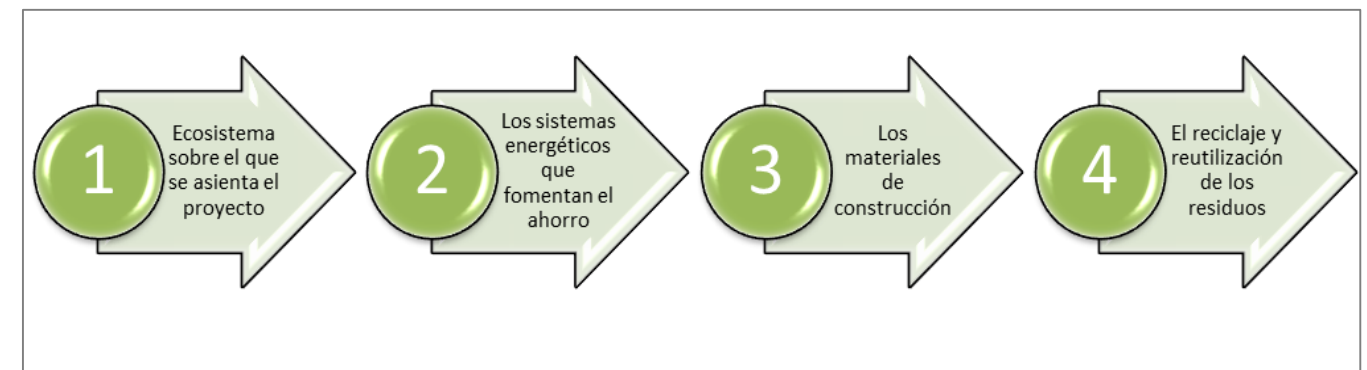 1
Ecosistema
sobre el que
se asienta el
proyecto
2
Los sistemas
energéticos
que
fomentan el
ahorro
3
Los
materiales
de
construcción
4
El reciclaje y
reutilización
de los
residuos